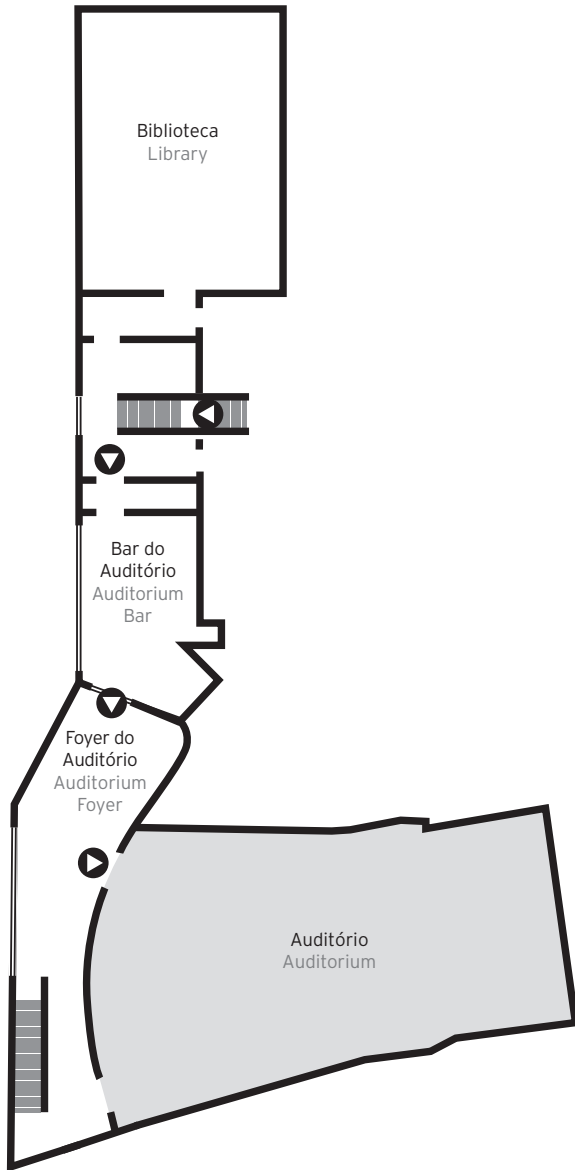 Biblioteca
Library
Bar do
Auditório
Auditorium
Bar
Foyer do
Auditório
Auditorium
Foyer
Auditório
Auditorium